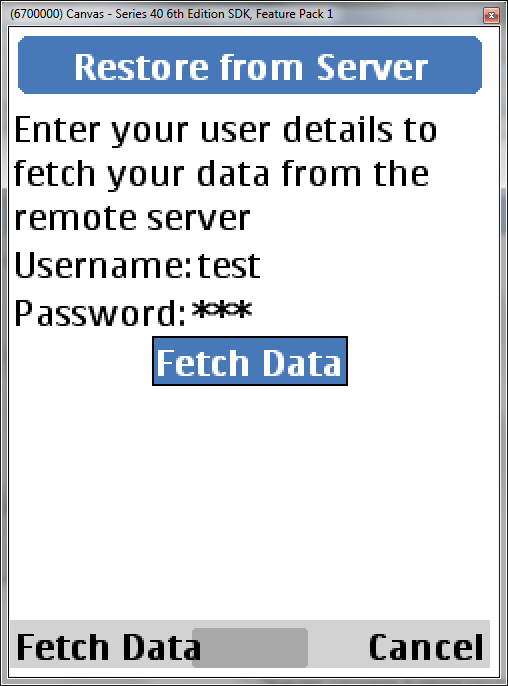 (6700000) Canvas - Series 40 6th Edition SDK, Feature Pack 1
Restore from Server
Enter your user details to
fetch your data from the
remote server
Username: test
Password: ***
Fetch Data
Fetch Data Cancel